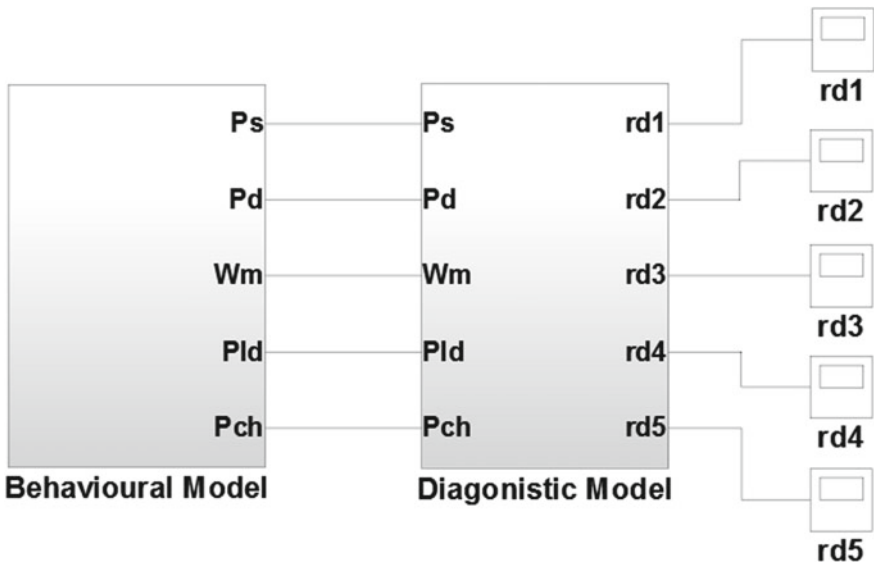 rd1
Ps Ps rd1
Pd Pd rd2
rd2
Wm Wm rd3
rd3
Pld Pld rd4
rd4
Pch Pch rd5
Behavioural Model Diagonistic Model
rd5